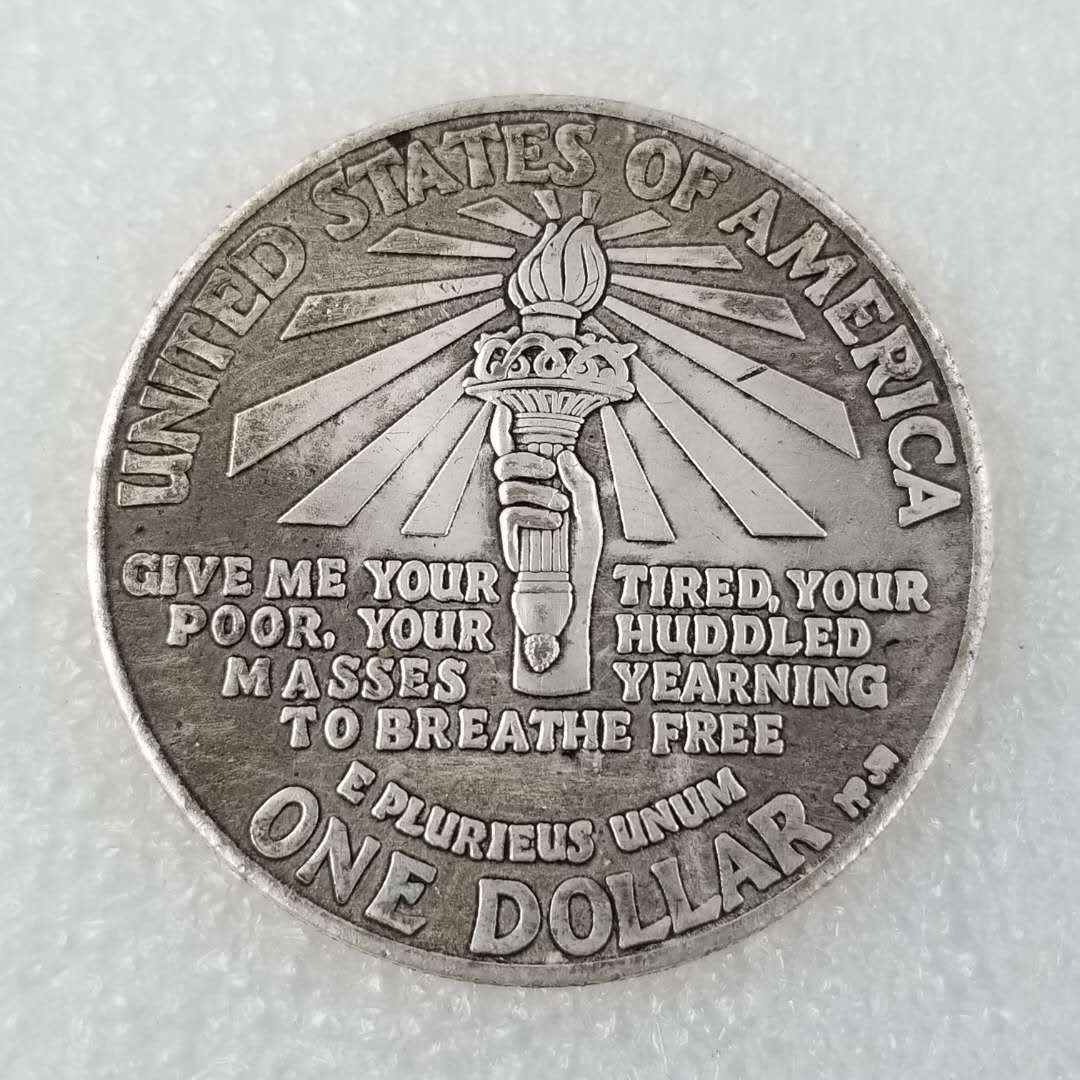 UNITED STATES OF AMERICA
GIVE ME YOUR TIRED, YOUR
POOR, YOUR HUDDLED
MASSES YEARNING
TO BREATHE FREE
E PLURIEUS UNUM
ONE DOLLAR